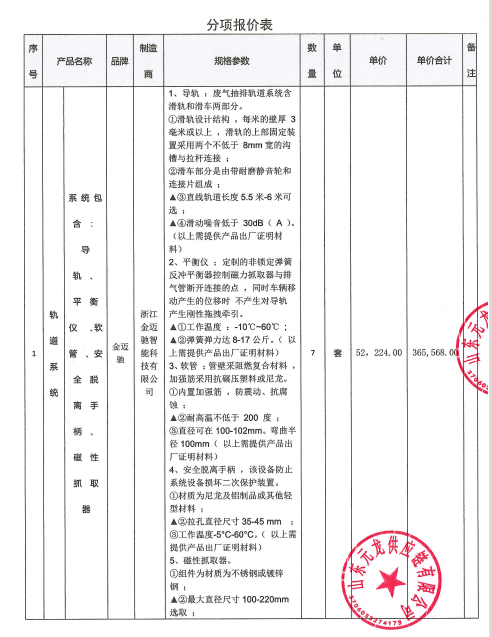 分项报价表
序号 产品名称 品牌 制造商 规格参数 数量 单位 单价 单价合计 备注
1
轨道系统
系统包
含：
导
轨、
平衡
仪、软
管、安
全脱
离手
柄、
磁性
抓取
器
金迈驰
浙江金迈驰智能科技有限公司
1、导轨；废气抽排轨道系统含
滑轨和滑车两部分。
①滑轨设计结构，每米的壁厚 3
毫米或以上，滑轨的上部固定装
置采用两个不低于 8mm 宽的沟
槽与拉杆连接；
②滑车部分是由带耐磨静音轮和
连接片组成；
▲③直线轨道长度 5.5 米-6 米可
选；
▲④滑动噪音低于 30dB（ A ）。
（以上需提供产品出厂证明材
料）
2、平衡仪；定制的非锁定弹簧
反冲平衡器控制磁力抓取器与排
气管断开连接的点，同时车辆移
动产生的位移时 不产生对导轨
产生刚性拖拽牵引。
▲①工作温度：-10°C~60°C ；
▲②弹簧弹力达 8-17 公斤。（ 以
上需提供产品出厂证明材料）
3、软管；管壁采阻燃复合材料，
加强筋采用抗碾压塑料或尼龙。
①内置加强筋，防震动、抗腐
蚀；
▲②耐高温不低于 200 度；
③直径可在 100-102mm。弯曲半
径 100mm（ 以上需提供产品出
厂证明材料）
4、安全脱离手柄，该设备防止
系统设备损坏二次保护装置。
①材质为尼龙及铝制品或其他轻
型材料；
▲②拉孔直径尺寸 35-45 mm ；
③工作温度-5°C-60°C。（ 以上需
提供产品出厂证明材料）
5、磁性抓取器。
①组件为材质为不锈钢或镀锌
钢；
▲②最大直径尺寸 100-220mm
选取；
7
套
52，224.00
365,568.00
山东元龙
山东元龙供应链有限公司
3706032274173